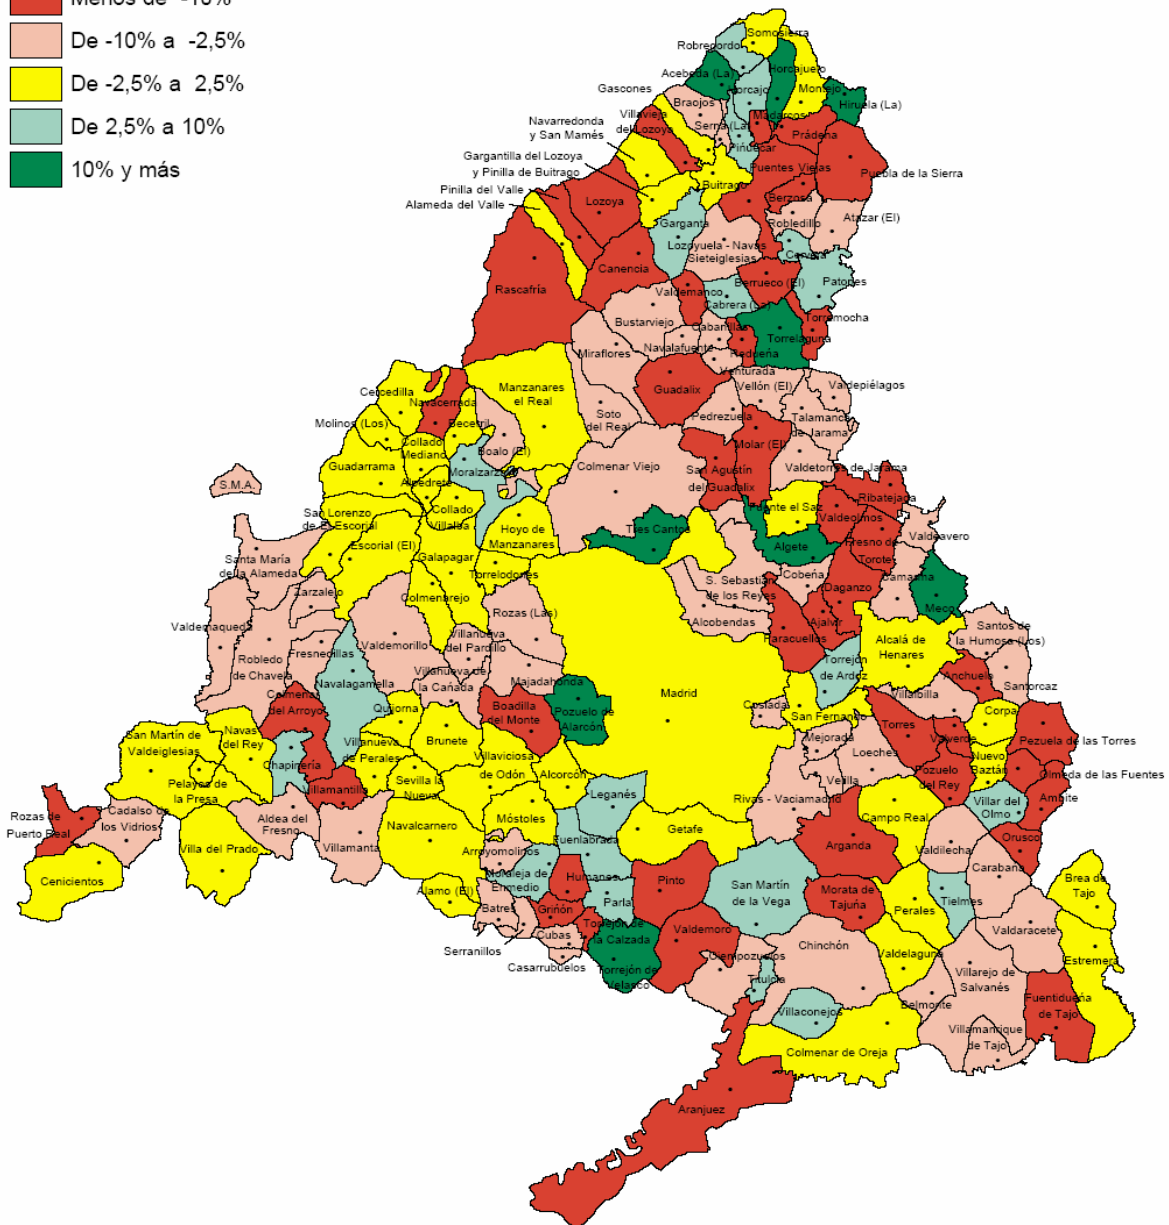 Menos de -10%
De -10% a -2,5%
De -2,5% a 2,5%
De 2,5% a 10%
10% y más
Somosierra
Robregordo
Acebeda (La)
Horcajuelo
Horcajo
Montejo
Hiruela (La)
Gascones
Braojos
Madarcos
Villavieja
del Lozoya
Serna (La)
Prádena
Navarredonda
y San Mamés
Piñuecar
Gargantilla del Lozoya
y Pinilla de Buitrago
Puentes Viejas
Puebla de la Sierra
Buitrago
Pinilla del Valle
Alameda del Valle
Lozoya
Berzosa
Robledillo
Atazar (El)
Garganta
Lozoyuela - Navas
Sieteiglesias
Cervera
Canencia
Rascafría
Valdemanco
Berrueco (El)
Patones
Cabrera (La)
Bustarviejo
Cabanillas
Torremocha
Torrelaguna
Miraflores
Navalafuente
Redueña
Venturada
Cercedilla
Navacerrada
Manzanares
el Real
Guadalix
Vellón (El)
Valdepiélagos
Molinos (Los)
Becerril
Soto
del Real
Pedrezuela
Talamanca
de Jarama
Collado
Mediano
Boalo (El)
Molar (El)
Guadarrama
Moralzarzal
Colmenar Viejo
San Agustín
del Guadalix
Valdetorres de Jarama
S.M.A.
Alpedrete
Ribatejada
San Lorenzo
de El Escorial
Collado
Villalba
Hoyo de
Manzanares
Tres Cantos
Fuente el Saz
Valdeolmos
Valdeavero
Santa María
de la Alameda
Escorial (El)
Galapagar
Algete
Fresno de
Torote
Torrelodones
S. Sebastián
de los Reyes
Cobeña
Camarma
Zarzalejo
Colmenarejo
Rozas (Las)
Daganzo
Meco
Valdemaqueda
Alcobendas
Ajalvir
Paracuellos
Villanueva
del Pardillo
Valdemorillo
Alcalá de
Henares
Santos de
la Humosa (Los)
Robledo
de Chavela
Fresnedillas
Navalagamella
Villanueva de
la Cañada
Majadahonda
Torrejón
de Ardoz
Anchuelo
Santorcaz
Colmenar
del Arroyo
Quijorna
Boadilla
del Monte
Pozuelo de
Alarcón
Madrid
Coslada
San Fernando
Villalbilla
Corpa
Torres
San Martín de
Valdeiglesias
Navas
del Rey
Villanueva
de Perales
Brunete
Villaviciosa
de Odón
Mejorada
Loeches
Valverde
Pezuela de las Torres
Chapinería
Alcorcón
Velilla
Pozuelo
del Rey
Nuevo
Baztán
Olmeda de las Fuentes
Pelayos de
la Presa
Villamantilla
Sevilla la
Nueva
Leganés
Rivas - Vaciamadrid
Villar del
Olmo
Ambite
Rozas de
Puerto Real
Cadalso de
los Vidrios
Aldea del
Fresno
Navalcarnero
Móstoles
Getafe
Campo Real
Orusco
Villa del Prado
Villamanta
Arroyomolinos
Fuenlabrada
Arganda
Valdilecha
Carabaña
Cenicientos
Moraleja de
Enmedio
Humanes
Pinto
San Martín
de la Vega
Morata de
Tajuña
Tielmes
Brea de
Tajo
Alamo (El)
Parla
Perales
Batres
Griñón
Torrejón de
la Calzada
Valdemoro
Valdaracete
Serranillos
Cubas
Chinchón
Valdelaguna
Estremera
Casarrubuelos
Torrejón de
Velasco
Ciempozuelos
Titulcia
Villarejo de
Salvanés
Villaconejos
Belmonte
Fuentidueña
de Tajo
Colmenar de Oreja
Villamanrique
de Tajo
Aranjuez